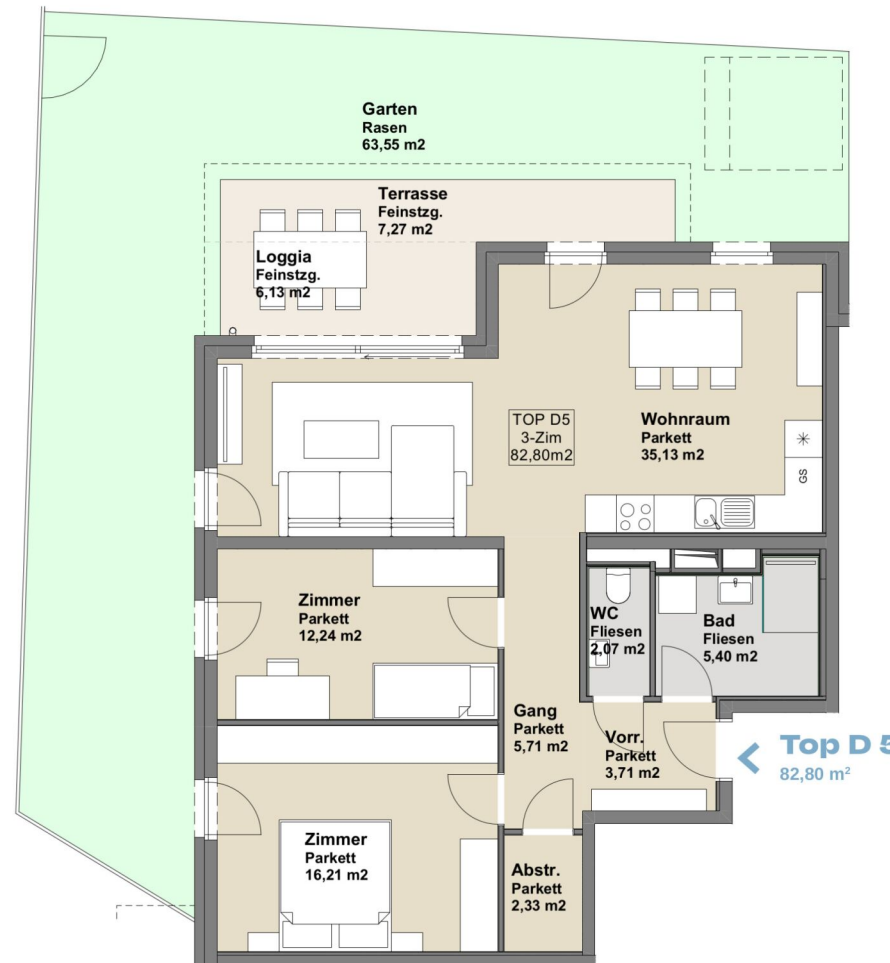 Garten
Rasen
63,55 m2
Terrasse
Feinstzg.
7,27 m2
Loggia
Feinstzg.
6,13 m2
TOP D5
3-Zim
82,80m2
Wohnraum
Parkett
35,13 m2
GS
Zimmer
Parkett
12,24 m2
WC
Fliesen
2,07 m2
Bad
Fliesen
5,40 m2
Gang
Parkett
5,71 m2
Vorr.
Parkett
3,71 m2
Top D 5
82,80 m²
Zimmer
Parkett
16,21 m2
Abstr.
Parkett
2,33 m2